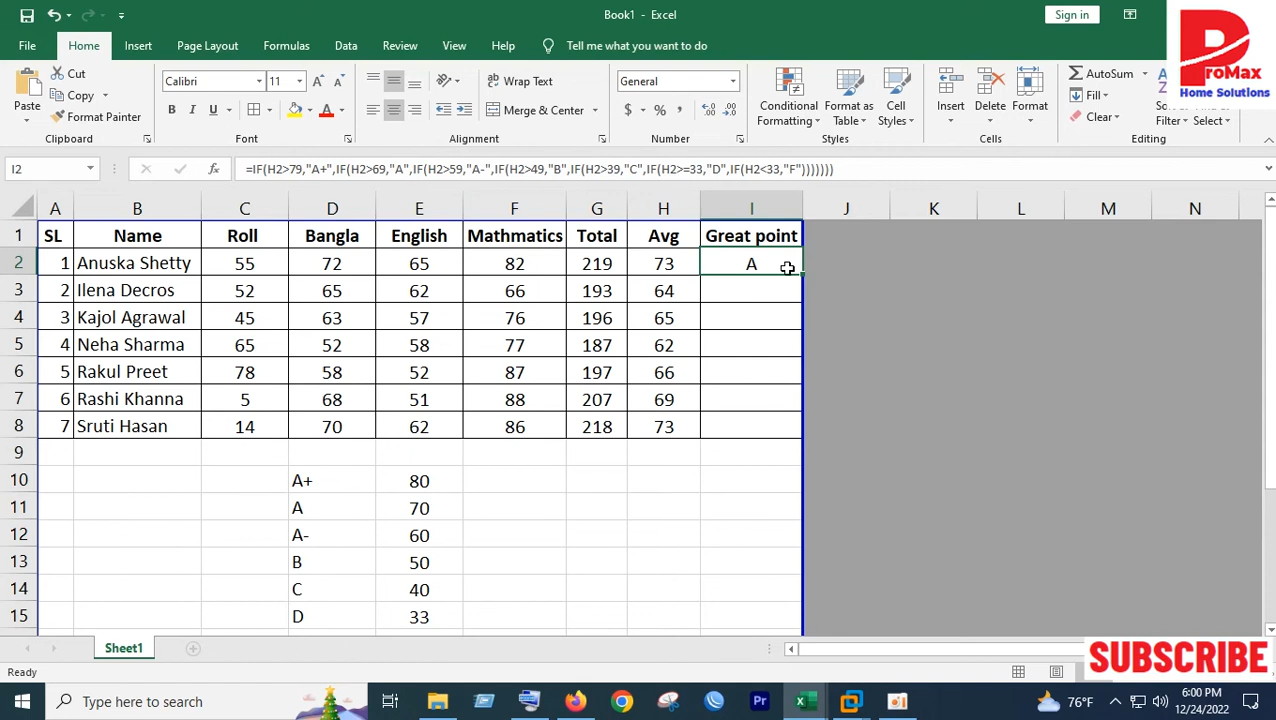 Book1 - Excel
Sign in
ProMax
Home Solutions
File Home Insert Page Layout Formulas Data Review View Help Tell me what you want to do
Paste
Cut
Copy
Format Painter
Clipboard
Calibri 11
B I U
Font
Wrap Text
Merge & Center
Alignment
General
$ % ,
Number
Conditional Formatting
Format as Table
Cell Styles
Styles
Insert Delete Format
Cells
AutoSum
Fill
Clear
Filter Select
Editing
I2 fx =IF(H2>79,"A+",IF(H2>69,"A",IF(H2>59,"A-",IF(H2>49,"B",IF(H2>39,"C",IF(H2>=33,"D",IF(H2<33,"F")))))))
A B C D E F G H I J K L M N
1 SL Name Roll Bangla English Mathmatics Total Avg Great point
2 1 Anuska Shetty 55 72 65 82 219 73 A
3 2 Ilena Decros 52 65 62 66 193 64
4 3 Kajol Agrawal 45 63 57 76 196 65
5 4 Neha Sharma 65 52 58 77 187 62
6 5 Rakul Preet 78 58 52 87 197 66
7 6 Rashi Khanna 5 68 51 88 207 69
8 7 Sruti Hasan 14 70 62 86 218 73
9
10 A+ 80
11 A 70
12 A- 60
13 B 50
14 C 40
15 D 33
Sheet1
SUBSCRIBE
Ready
Type here to search
Pr
76°F
6:00 PM
12/24/2022